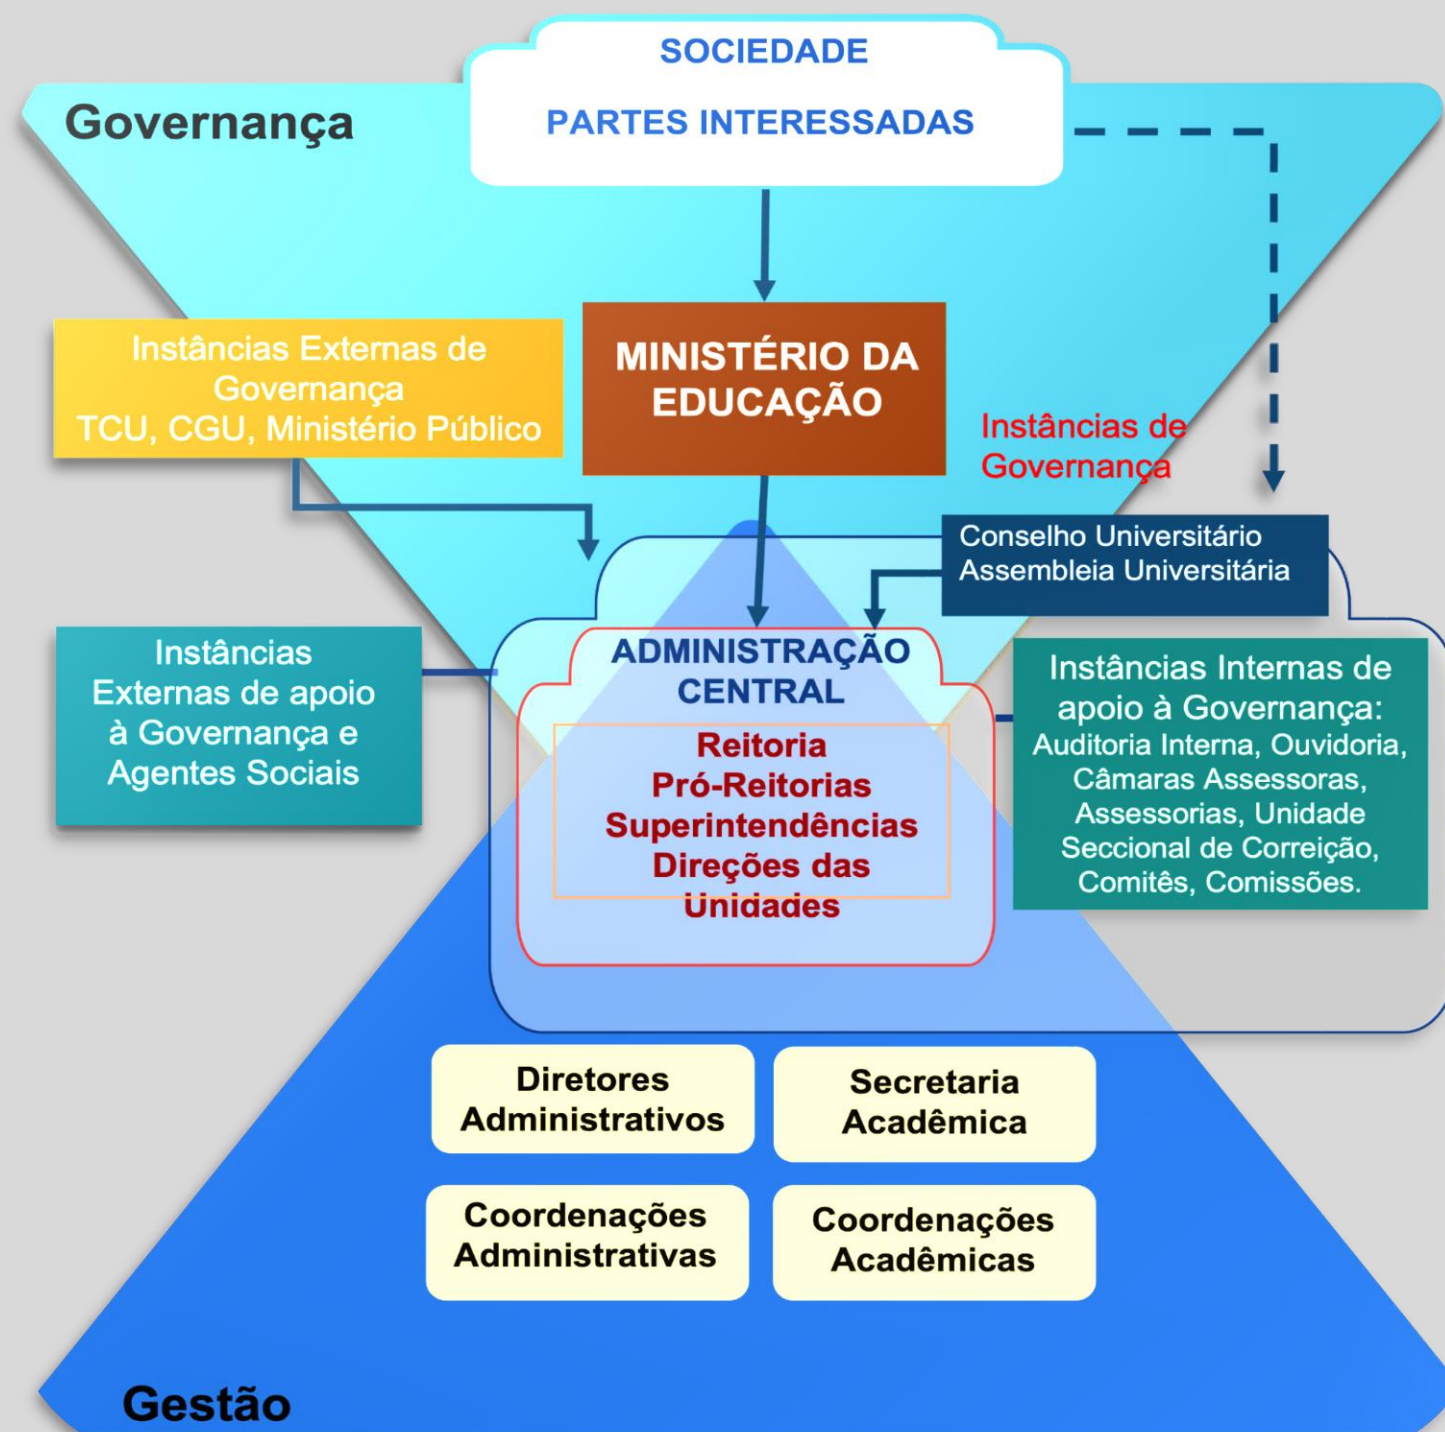 SOCIEDADE
PARTES INTERESSADAS
Governança
Instâncias Externas de
Governança
TCU, CGU, Ministério Público
MINISTÉRIO DA
EDUCAÇÃO
Instâncias de
Governança
Conselho Universitário
Assembleia Universitária
Instâncias
Externas de apoio
à Governança e
Agentes Sociais
ADMINISTRAÇÃO
CENTRAL
Reitoria
Pró-Reitorias
Superintendências
Direções das
Unidades
Instâncias Internas de
apoio à Governança:
Auditoria Interna, Ouvidoria,
Câmaras Assessoras,
Assessorias, Unidade
Seccional de Correição,
Comitês, Comissões.
Diretores
Administrativos
Secretaria
Acadêmica
Coordenações
Administrativas
Coordenações
Acadêmicas
Gestão